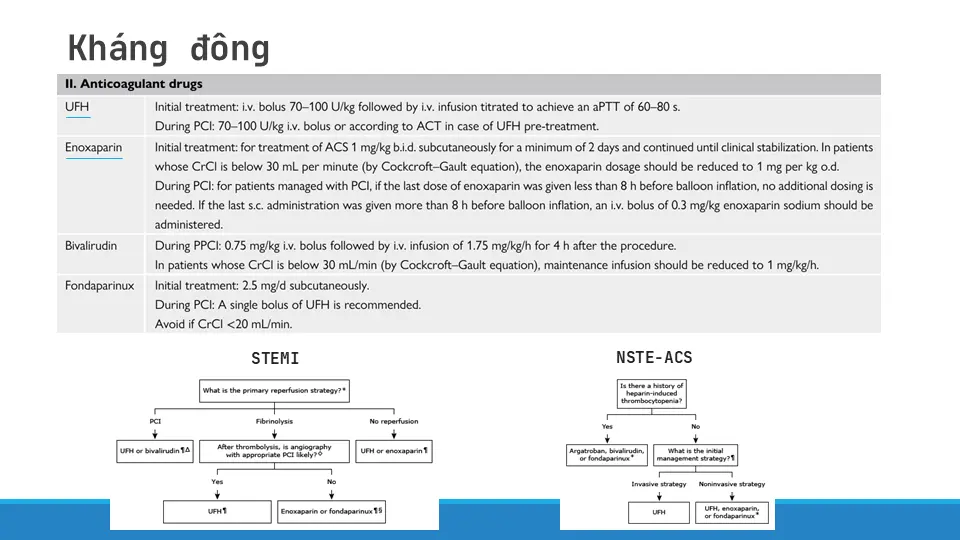 Kháng đông
II. Anticoagulant drugs
UFH
Initial treatment: i.v. bolus 70–100 U/kg followed by i.v. infusion titrated to achieve an aPTT of 60–80 s.
During PCI: 70–100 U/kg i.v. bolus or according to ACT in case of UFH pre-treatment.
Enoxaparin
Initial treatment: for treatment of ACS 1 mg/kg b.i.d. subcutaneously for a minimum of 2 days and continued until clinical stabilization. In patients
whose CrCl is below 30 mL per minute (by Cockcroft–Gault equation), the enoxaparin dosage should be reduced to 1 mg per kg o.d.
During PCI: for patients managed with PCI, if the last dose of enoxaparin was given less than 8 h before balloon inflation, no additional dosing is
needed. If the last s.c. administration was given more than 8 h before balloon inflation, an i.v. bolus of 0.3 mg/kg enoxaparin sodium should be
administered.
Bivalirudin
During PPCI: 0.75 mg/kg i.v. bolus followed by i.v. infusion of 1.75 mg/kg/h for 4 h after the procedure.
In patients whose CrCl is below 30 mL/min (by Cockcroft–Gault equation), maintenance infusion should be reduced to 1 mg/kg/h.
Fondaparinux
Initial treatment: 2.5 mg/d subcutaneously.
During PCI: A single bolus of UFH is recommended.
Avoid if CrCl <20 mL/min.
STEMI
What is the primary reperfusion strategy?*
PCI
Fibrinolysis
No reperfusion
UFH or bivalirudin¶Δ
After thrombolysis, is angiography
with appropriate PCI likely?◊
UFH or enoxaparin¶
Yes
No
UFH¶
Enoxaparin or fondaparinux¶§
NSTE-ACS
Is there a history of
heparin-induced
thrombocytopenia?
Yes
No
Argatroban, bivalirudin,
or fondaparinux*
What is the initial
management strategy?¶
Invasive strategy
Noninvasive strategy
UFH
UFH, enoxaparin,
or fondaparinux*